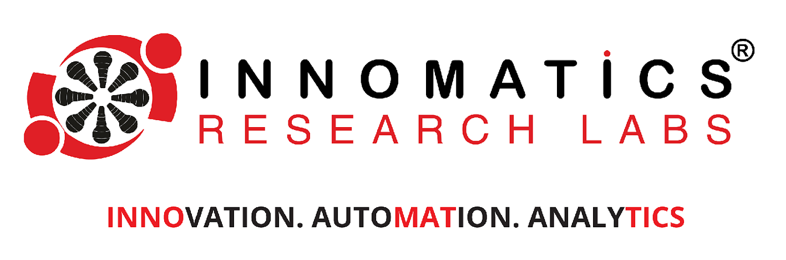 INNOMATICS®
RESEARCH LABS
INNOVATION. AUTOMATION. ANALYTICS